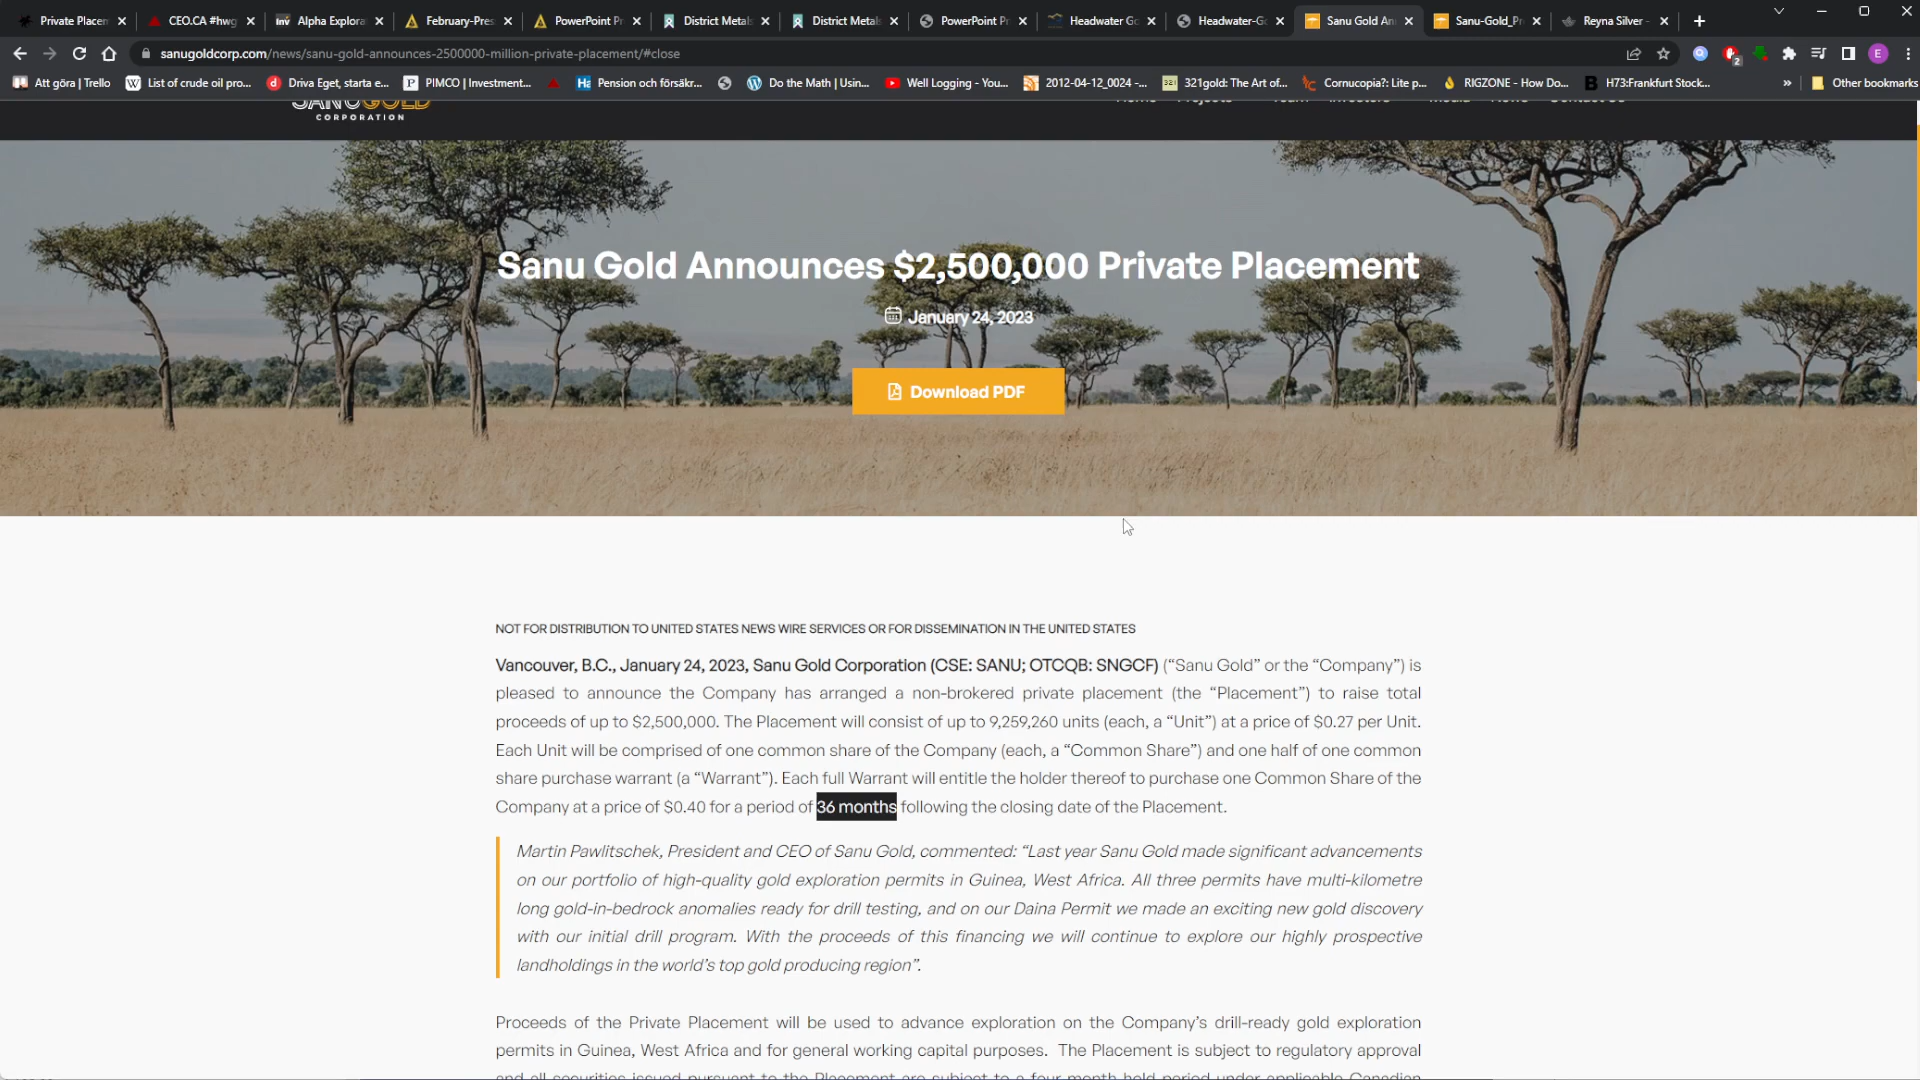 Private Placem
CEO.CA #hwg
Alpha Explora
February-Pres
PowerPoint Pr
District Metals
District Metals
PowerPoint Pr
Headwater Go
Headwater-Go
Sanu Gold An
Sanu-Gold_Pr
Reyna Silver -
sanugoldcorp.com/news/sanu-gold-announces-2500000-million-private-placement/#close
2
E
Att göra | Trello
W List of crude oil pro...
d Driva Eget, starta e...
P PIMCO | Investment...
Pension och försäkr...
Do the Math | Usin...
Well Logging - You...
2012-04-12_0024 -...
321 321gold: The Art of...
Cornucopia?: Lite p...
RIGZONE - How Do...
B H73:Frankfurt Stock...
»
Other bookmarks
SANUGOLD
CORPORATION
Home Projects Team Investors Media News Contact Us
Sanu Gold Announces $2,500,000 Private Placement
January 24, 2023
Download PDF
NOT FOR DISTRIBUTION TO UNITED STATES NEWS WIRE SERVICES OR FOR DISSEMINATION IN THE UNITED STATES
Vancouver, B.C., January 24, 2023, Sanu Gold Corporation (CSE: SANU; OTCQB: SNGCF) (“Sanu Gold” or the “Company”) is
pleased to announce the Company has arranged a non-brokered private placement (the “Placement”) to raise total
proceeds of up to $2,500,000. The Placement will consist of up to 9,259,260 units (each, a “Unit”) at a price of $0.27 per Unit.
Each Unit will be comprised of one common share of the Company (each, a “Common Share”) and one half of one common
share purchase warrant (a “Warrant”). Each full Warrant will entitle the holder thereof to purchase one Common Share of the
Company at a price of $0.40 for a period of 36 months following the closing date of the Placement.
Martin Pawlitschek, President and CEO of Sanu Gold, commented: “Last year Sanu Gold made significant advancements
on our portfolio of high-quality gold exploration permits in Guinea, West Africa. All three permits have multi-kilometre
long gold-in-bedrock anomalies ready for drill testing, and on our Daina Permit we made an exciting new gold discovery
with our initial drill program. With the proceeds of this financing we will continue to explore our highly prospective
landholdings in the world’s top gold producing region”.
Proceeds of the Private Placement will be used to advance exploration on the Company’s drill-ready gold exploration
permits in Guinea, West Africa and for general working capital purposes. The Placement is subject to regulatory approval
and all securities issued pursuant to the Placement are subject to a four month hold period under applicable Canadian